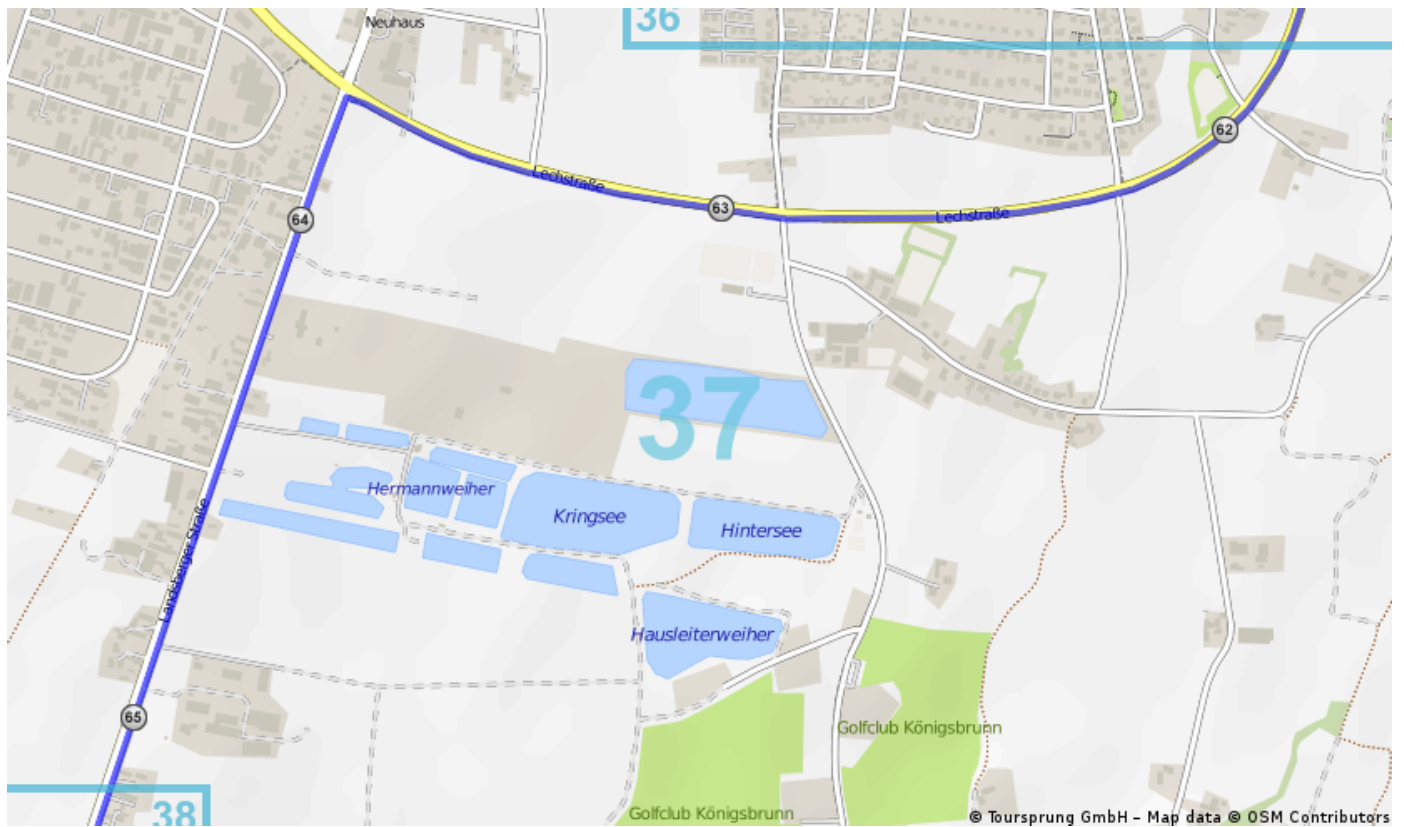 36
Neuhaus
62
Lechstraße
63
Lechstraße
64
37
Hermannweiher
Kringsee
Hintersee
Landsberger Straße
Hausleiterweiher
65
Golfclub Königsbrunn
38
Golfclub Königsbrunn
© Toursprung GmbH – Map data © OSM Contributors